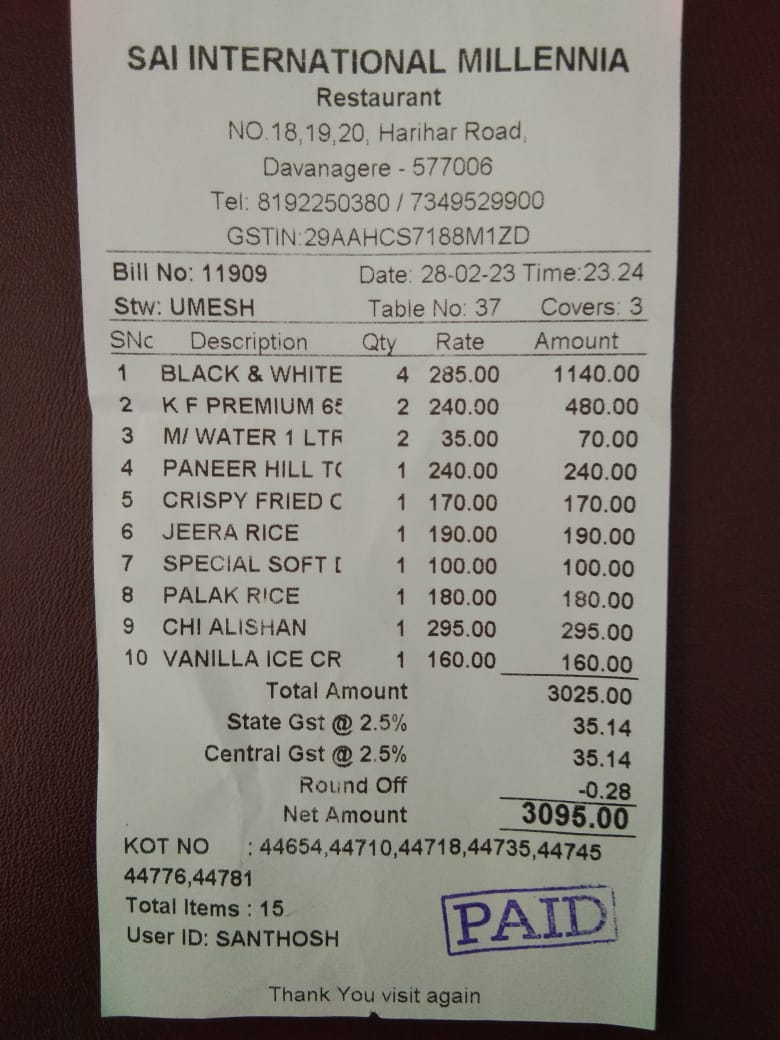 SAI INTERNATIONAL MILLENNIA
Restaurant
NO.18,19,20, Harihar Road,
Davanagere - 577006
Tel: 8192250380 / 7349529900
GSTIN:29AAHCS7188M1ZD
Bill No: 11909 Date: 28-02-23 Time:23.24
Stw: UMESH Table No: 37 Covers: 3
SNo Description Qty Rate Amount
1 BLACK & WHITE 4 285.00 1140.00
2 K F PREMIUM 65 2 240.00 480.00
3 M/ WATER 1 LTR 2 35.00 70.00
4 PANEER HILL TO 1 240.00 240.00
5 CRISPY FRIED C 1 170.00 170.00
6 JEERA RICE 1 190.00 190.00
7 SPECIAL SOFT 1 100.00 100.00
8 PALAK RICE 1 180.00 180.00
9 CHI ALISHAN 1 295.00 295.00
10 VANILLA ICE CR 1 160.00 160.00
Total Amount 3025.00
State Gst @ 2.5% 35.14
Central Gst @ 2.5% 35.14
Round Off -0.28
Net Amount 3095.00
KOT NO : 44654,44710,44718,44735,44745
44776,44781
Total Items : 15
User ID: SANTHOSH
PAID
Thank You visit again